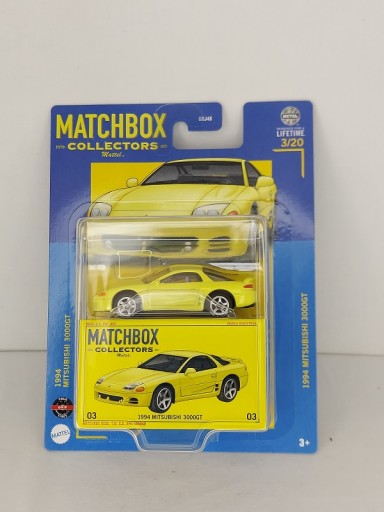 GDJ48
MATCHBOX
COLLECTORS
Mattel
LIFETIME
3/20
1994
MITSUBISHI 3000GT
MATCHBOX
COLLECTORS
Mattel
03
1994 MITSUBISHI 3000GT
03
1994 MITSUBISHI 3000GT
MATTEL
3+